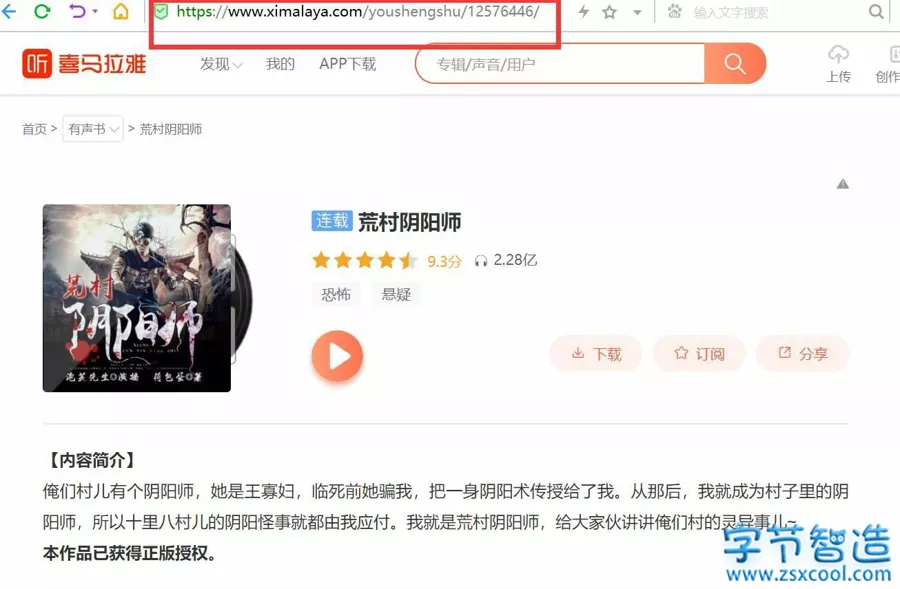 https://www.ximalaya.com/youshengshu/12576446/
输入文字搜索
听 喜马拉雅
发现 我的 APP下载
专辑/声音/用户
上传 创作
首页 > 有声书 > 荒村阴阳师
连载 荒村阴阳师
9.3分 2.28亿
恐怖 悬疑
荒村
阴阳师
泡芙先生◎演播 荷包蛋◎著
下载 订阅 分享
【内容简介】
俺们村儿有个阴阳师，她是王寡妇，临死前她骗我，把一身阴阳术传授给了我。从那后，我就成为村子里的阴
阳师，所以十里八村儿的阴阳怪事就都由我应付。我就是荒村阴阳师，给大家伙讲讲俺们村的灵异事儿~
本作品已获得正版授权。
字节智造
www.zsxcool.com